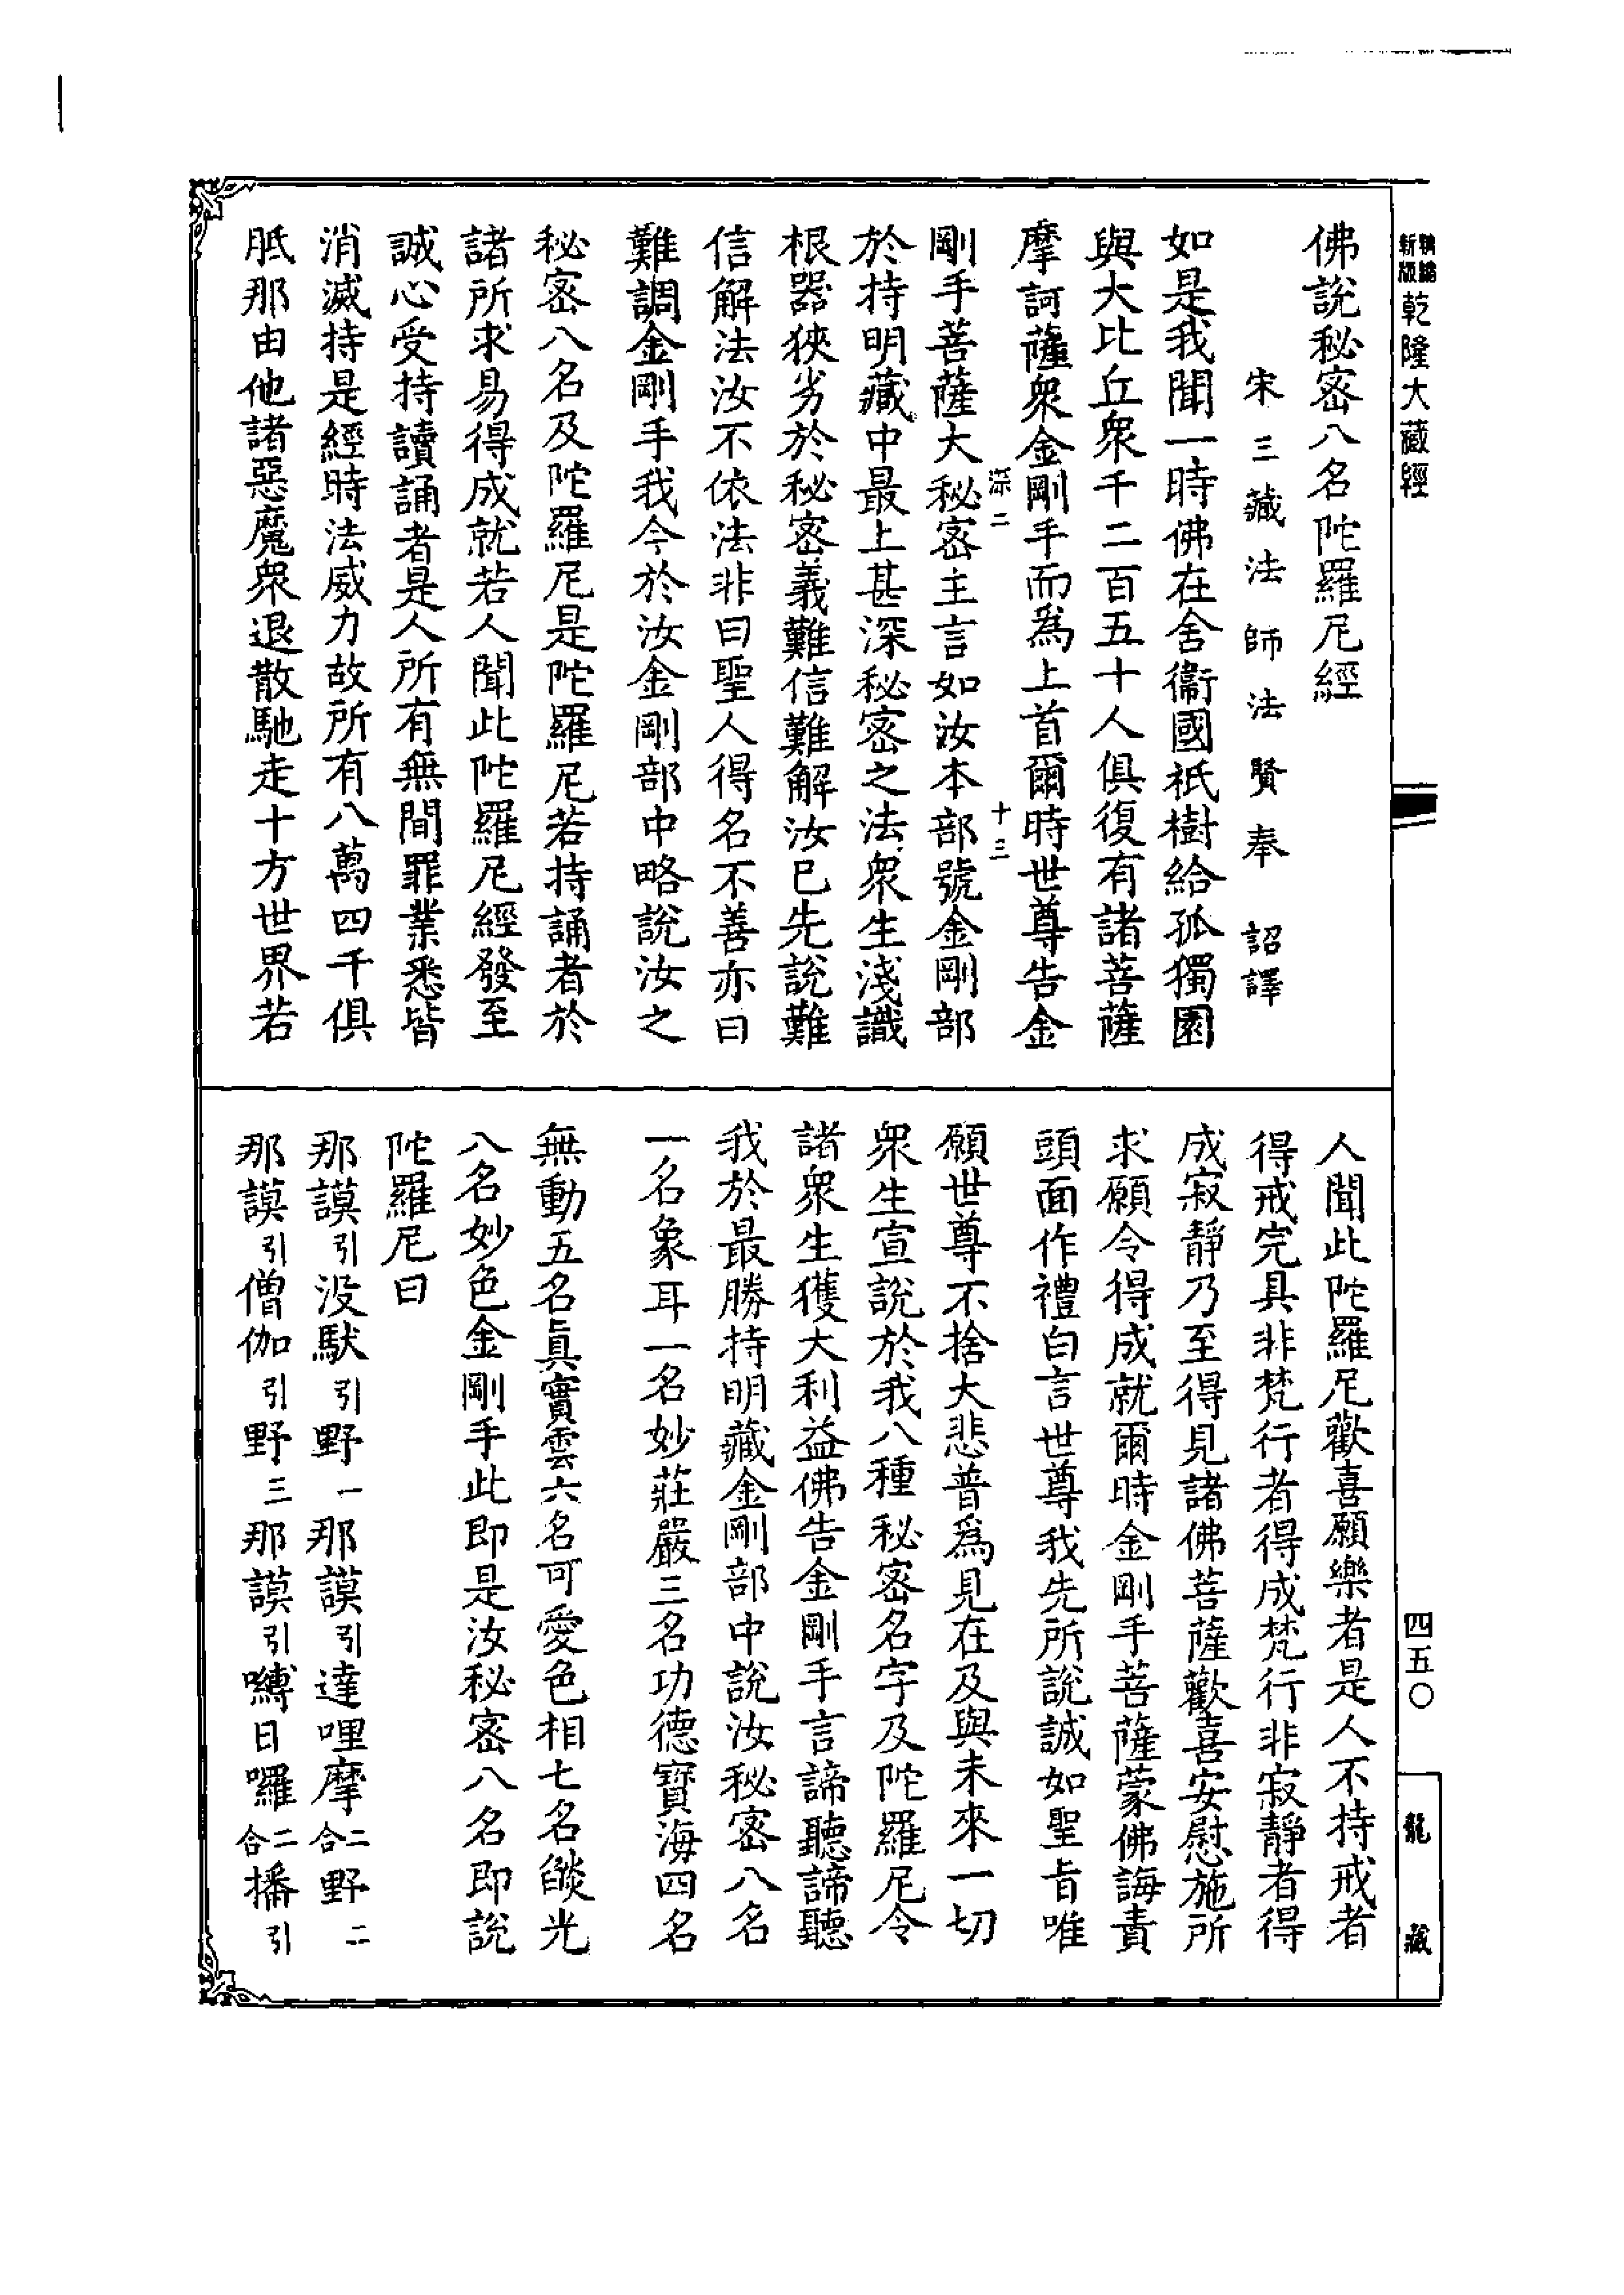 新版
乾隆大藏經
四五〇
龍藏
佛說秘密八名陀羅尼經
宋三藏法師法賢奉　詔譯
如是我聞一時佛在舍衞國祇樹給孤獨園
與大比丘衆千二百五十人俱復有諸菩薩
摩訶薩衆金剛手而為上首爾時世尊告金
深二　十三
剛手菩薩大秘密主言如汝本部號金剛部
於持明藏中最上甚深秘密之法衆生淺識
根器狹劣於秘密義難信難解汝已先說難
信解法汝不依法非曰聖人得名不善亦曰
難調金剛手我今於汝金剛部中略說汝之
秘密八名及陀羅尼是陀羅尼若持誦者於
諸所求易得成就若人聞此陀羅尼經發至
誠心受持讀誦者是人所有無間罪業悉皆
消滅持是經時法威力故所有八萬四千俱
胝那由他諸惡魔衆退散馳走十方世界若
人聞此陀羅尼歡喜願樂者是人不持戒者
得戒完具非梵行者得成梵行非寂靜者得
成寂靜乃至得見諸佛菩薩歡喜安慰施所
求願令得成就爾時金剛手菩薩蒙佛誨責
頭面作禮白言世尊我先所說誠如聖旨唯
願世尊不捨大悲普為見在及與未來一切
衆生宣說於我八種秘密名字及陀羅尼令
諸衆生獲大利益佛告金剛手言諦聽諦聽
我於最勝持明藏金剛部中說汝秘密八名
一名象耳一名妙莊嚴三名功德寶海四名
無動五名眞實雲六名可愛色相七名燄光
八名妙色金剛手此即是汝秘密八名即說
陀羅尼曰
那謨引没馱引野一那謨引達哩摩二合野二
那謨引僧伽引野三那謨引嚩日囉二合播引